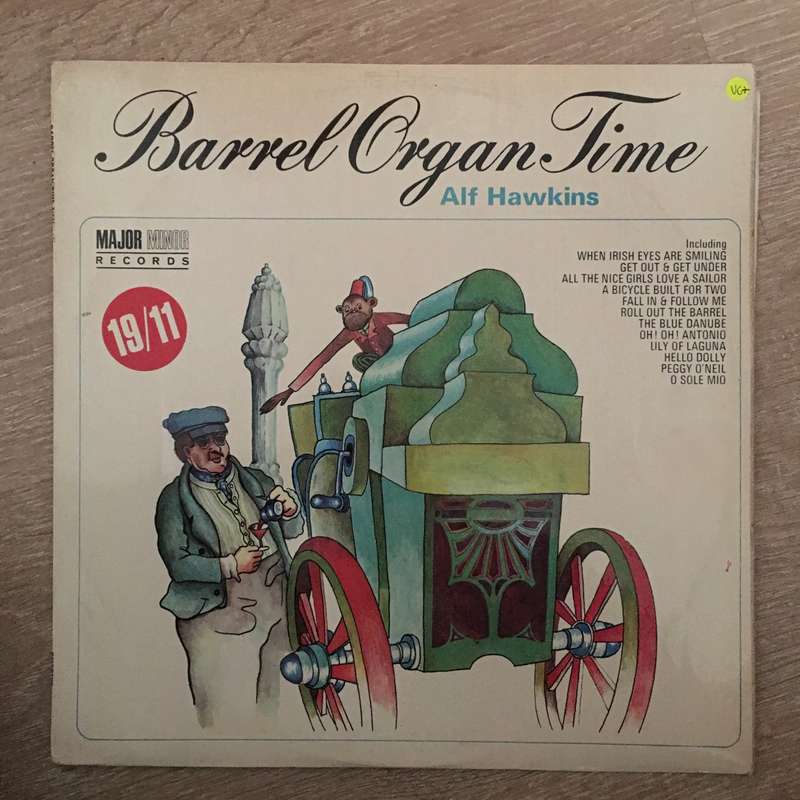 VG+
Barrel Organ Time
Alf Hawkins
MAJOR MINOR
RECORDS
19/11
Including
WHEN IRISH EYES ARE SMILING
GET OUT & GET UNDER
ALL THE NICE GIRLS LOVE A SAILOR
A BICYCLE BUILT FOR TWO
FALL IN & FOLLOW ME
ROLL OUT THE BARREL
THE BLUE DANUBE
OH! OH! ANTONIO
LILY OF LAGUNA
HELLO DOLLY
PEGGY O'NEIL
O SOLE MIO